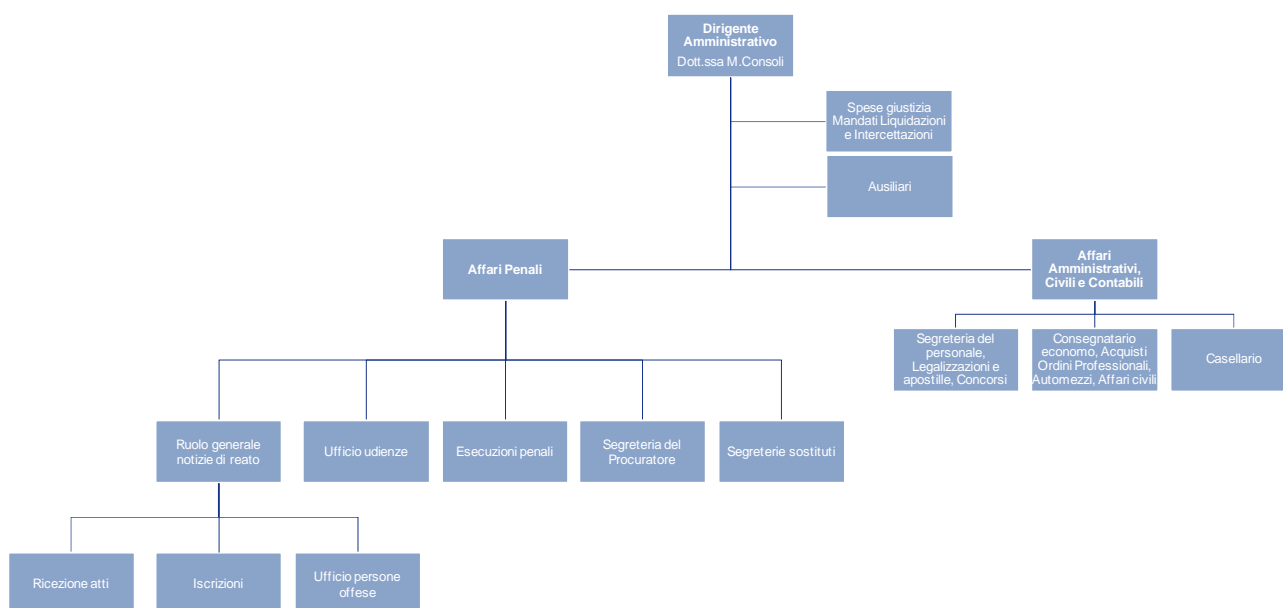 Dirigente
Amministrativo
Dott.ssa M.Consoli
Spese giustizia
Mandati Liquidazioni
e Intercettazioni
Ausiliari
Affari Penali
Affari
Amministrativi,
Civili e Contabili
Segreteria del
personale,
Legalizzazioni e
apostille, Concorsi
Consegnatario
economo, Acquisti
Ordini Professionali,
Automezzi, Affari civili
Casellario
Ruolo generale
notizie di reato
Ufficio udienze
Esecuzioni penali
Segreteria del
Procuratore
Segreterie sostituti
Ricezione atti
Iscrizioni
Ufficio persone
offese